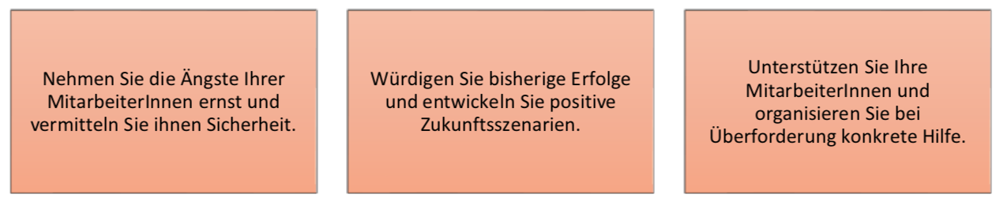 Nehmen Sie die Ängste Ihrer
MitarbeiterInnen ernst und
vermitteln Sie ihnen Sicherheit.
Würdigen Sie bisherige Erfolge
und entwickeln Sie positive
Zukunftsszenarien.
Unterstützen Sie Ihre
MitarbeiterInnen und
organisieren Sie bei
Überforderung konkrete Hilfe.